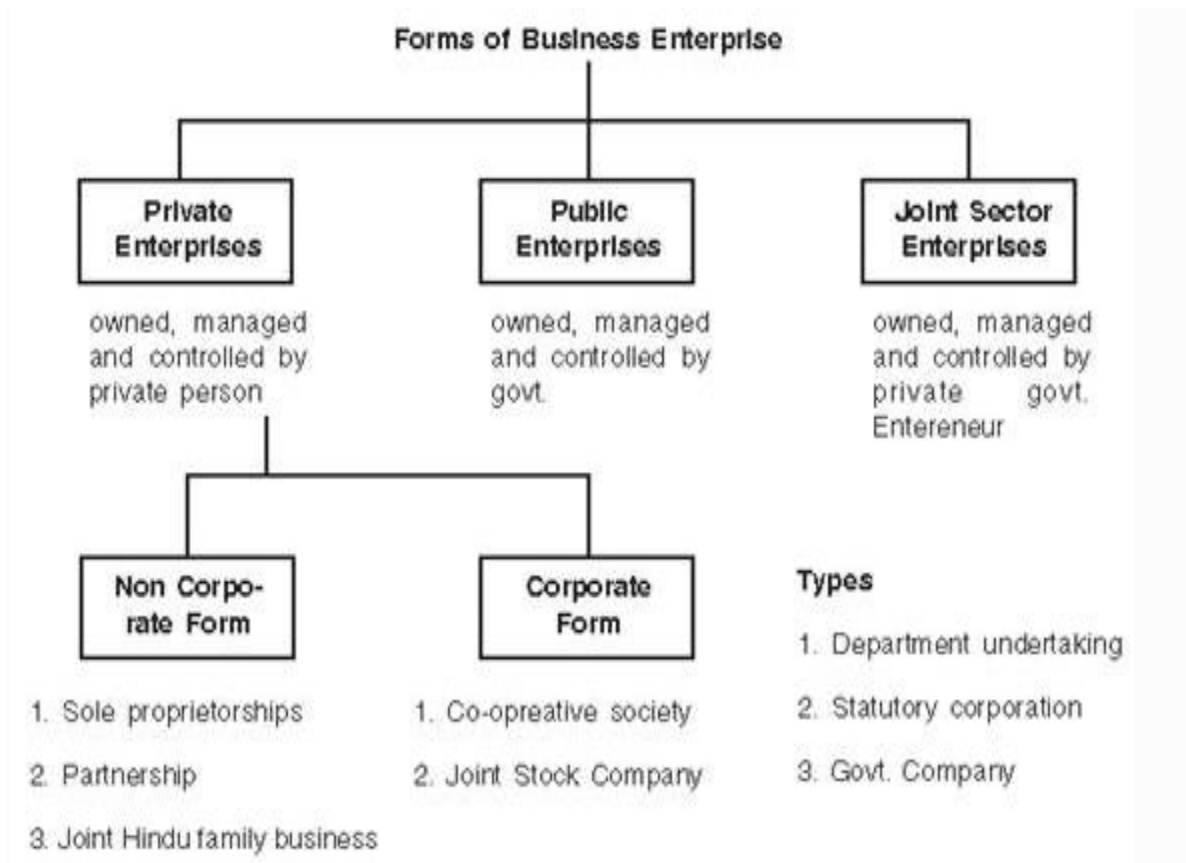 Forms of Business Enterprise
Private
Enterprises
owned, managed
and controlled by
private person
Public
Enterprises
owned, managed
and controlled by
govt.
Joint Sector
Enterprises
owned, managed
and controlled by
private govt.
Entereneur
Non Corpo-
rate Form
1. Sole proprietorships
2. Partnership
3. Joint Hindu family business
Corporate
Form
1. Co-opreative society
2. Joint Stock Company
Types
1. Department undertaking
2. Statutory corporation
3. Govt. Company